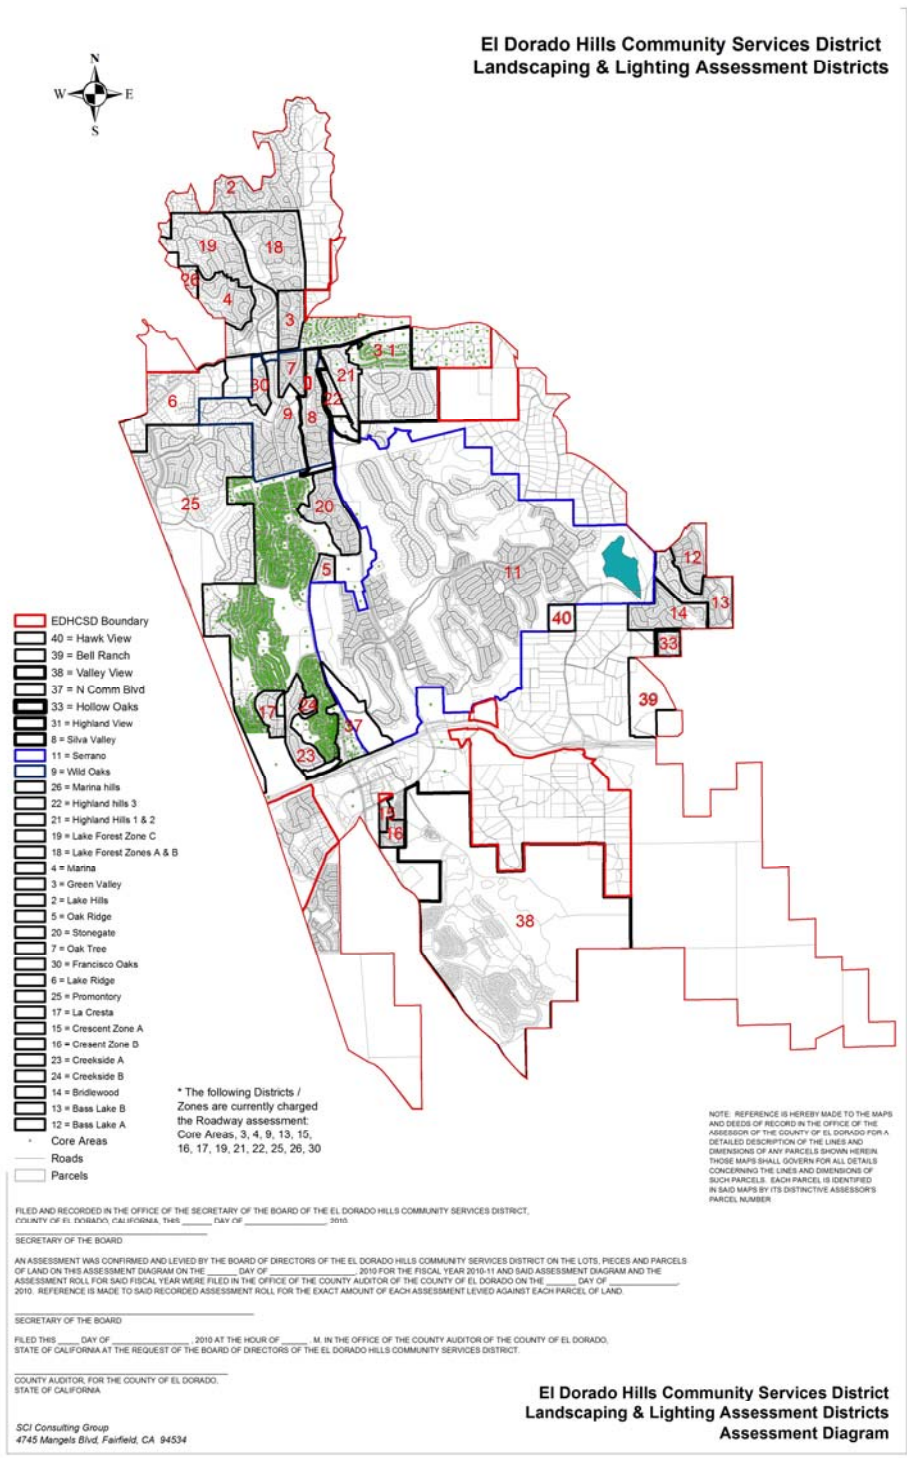 El Dorado Hills Community Services District
Landscaping & Lighting Assessment Districts
N
W E
S
2
19
18
26
4
3
31
7
21
30
6
22
9
8
25
20
5
11
12
13
14
40
33
39
17
24
37
23
15
16
38
EDHCSD Boundary
40 = Hawk View
39 = Bell Ranch
38 = Valley View
37 = N Comm Blvd
33 = Hollow Oaks
31 = Highland View
8 = Silva Valley
11 = Serrano
9 = Wild Oaks
26 = Marina hills
22 = Highland hills 3
21 = Highland Hills 1 & 2
19 = Lake Forest Zone C
18 = Lake Forest Zones A & B
4 = Marina
3 = Green Valley
2 = Lake Hills
5 = Oak Ridge
20 = Stonegate
7 = Oak Tree
30 = Francisco Oaks
6 = Lake Ridge
25 = Promontory
17 = La Cresta
15 = Crescent Zone A
16 = Cresent Zone B
23 = Creekside A
24 = Creekside B
14 = Bridlewood
13 = Bass Lake B
12 = Bass Lake A
Core Areas
Roads
Parcels
* The following Districts /
Zones are currently charged
the Roadway assessment:
Core Areas, 3, 4, 9, 13, 15,
16, 17, 19, 21, 22, 25, 26, 30
NOTE: REFERENCE IS HEREBY MADE TO THE MAPS
AND DEEDS OF RECORD IN THE OFFICE OF THE
ASSESSOR OF THE COUNTY OF EL DORADO FOR A
DETAILED DESCRIPTION OF THE LINES AND
DIMENSIONS OF ANY PARCELS SHOWN HEREIN.
THOSE MAPS SHALL GOVERN FOR ALL DETAILS
CONCERNING THE LINES AND DIMENSIONS OF
SUCH PARCELS. EACH PARCEL IS IDENTIFIED
IN SAID MAPS BY ITS DISTINCTIVE ASSESSOR'S
PARCEL NUMBER
FILED AND RECORDED IN THE OFFICE OF THE SECRETARY OF THE BOARD OF THE EL DORADO HILLS COMMUNITY SERVICES DISTRICT,
COUNTY OF EL DORADO, CALIFORNIA, THIS ______ DAY OF ________________, 2010.
SECRETARY OF THE BOARD
AN ASSESSMENT WAS CONFIRMED AND LEVIED BY THE BOARD OF DIRECTORS OF THE EL DORADO HILLS COMMUNITY SERVICES DISTRICT ON THE LOTS, PIECES AND PARCELS
OF LAND ON THIS ASSESSMENT DIAGRAM ON THE ______ DAY OF ________________, 2010 FOR THE FISCAL YEAR 2010-11 AND SAID ASSESSMENT DIAGRAM AND THE
ASSESSMENT ROLL FOR SAID FISCAL YEAR WERE FILED IN THE OFFICE OF THE COUNTY AUDITOR OF THE COUNTY OF EL DORADO ON THE ______ DAY OF ____________,
2010. REFERENCE IS MADE TO SAID RECORDED ASSESSMENT ROLL FOR THE EXACT AMOUNT OF EACH ASSESSMENT LEVIED AGAINST EACH PARCEL OF LAND.
SECRETARY OF THE BOARD
FILED THIS ____ DAY OF ______________, 2010 AT THE HOUR OF _____ . M. IN THE OFFICE OF THE COUNTY AUDITOR OF THE COUNTY OF EL DORADO,
STATE OF CALIFORNIA AT THE REQUEST OF THE BOARD OF DIRECTORS OF THE EL DORADO HILLS COMMUNITY SERVICES DISTRICT.
COUNTY AUDITOR, FOR THE COUNTY OF EL DORADO,
STATE OF CALIFORNIA
SCI Consulting Group
4745 Mangels Blvd, Fairfield, CA 94534
El Dorado Hills Community Services District
Landscaping & Lighting Assessment Districts
Assessment Diagram